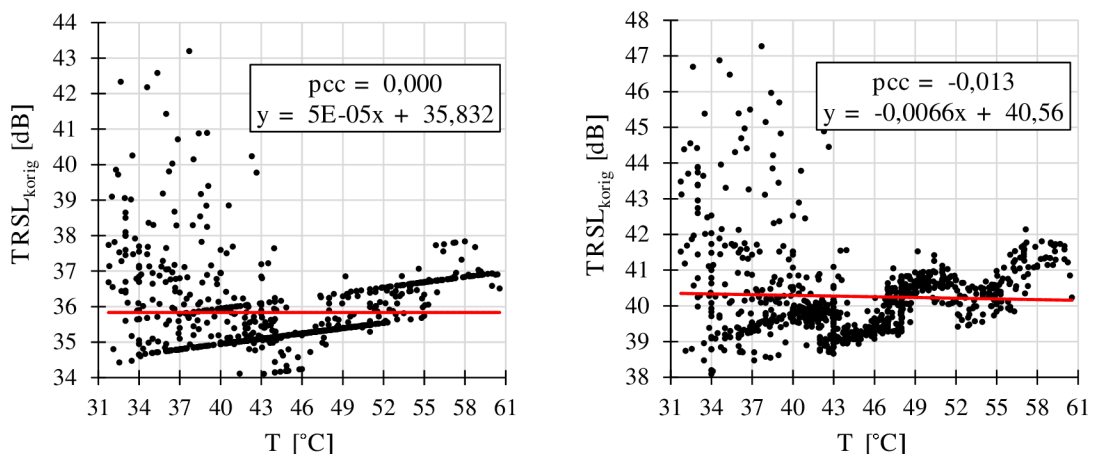 44
43
42
41
40
39
38
37
36
35
34
TRSLkorig [dB]
pcc = 0,000
y = 5E-05x + 35,832
31 34 37 40 43 46 49 52 55 58 61
T [°C]
48
47
46
45
44
43
42
41
40
39
38
TRSLkorig [dB]
pcc = -0,013
y = -0,0066x + 40,56
31 34 37 40 43 46 49 52 55 58 61
T [°C]